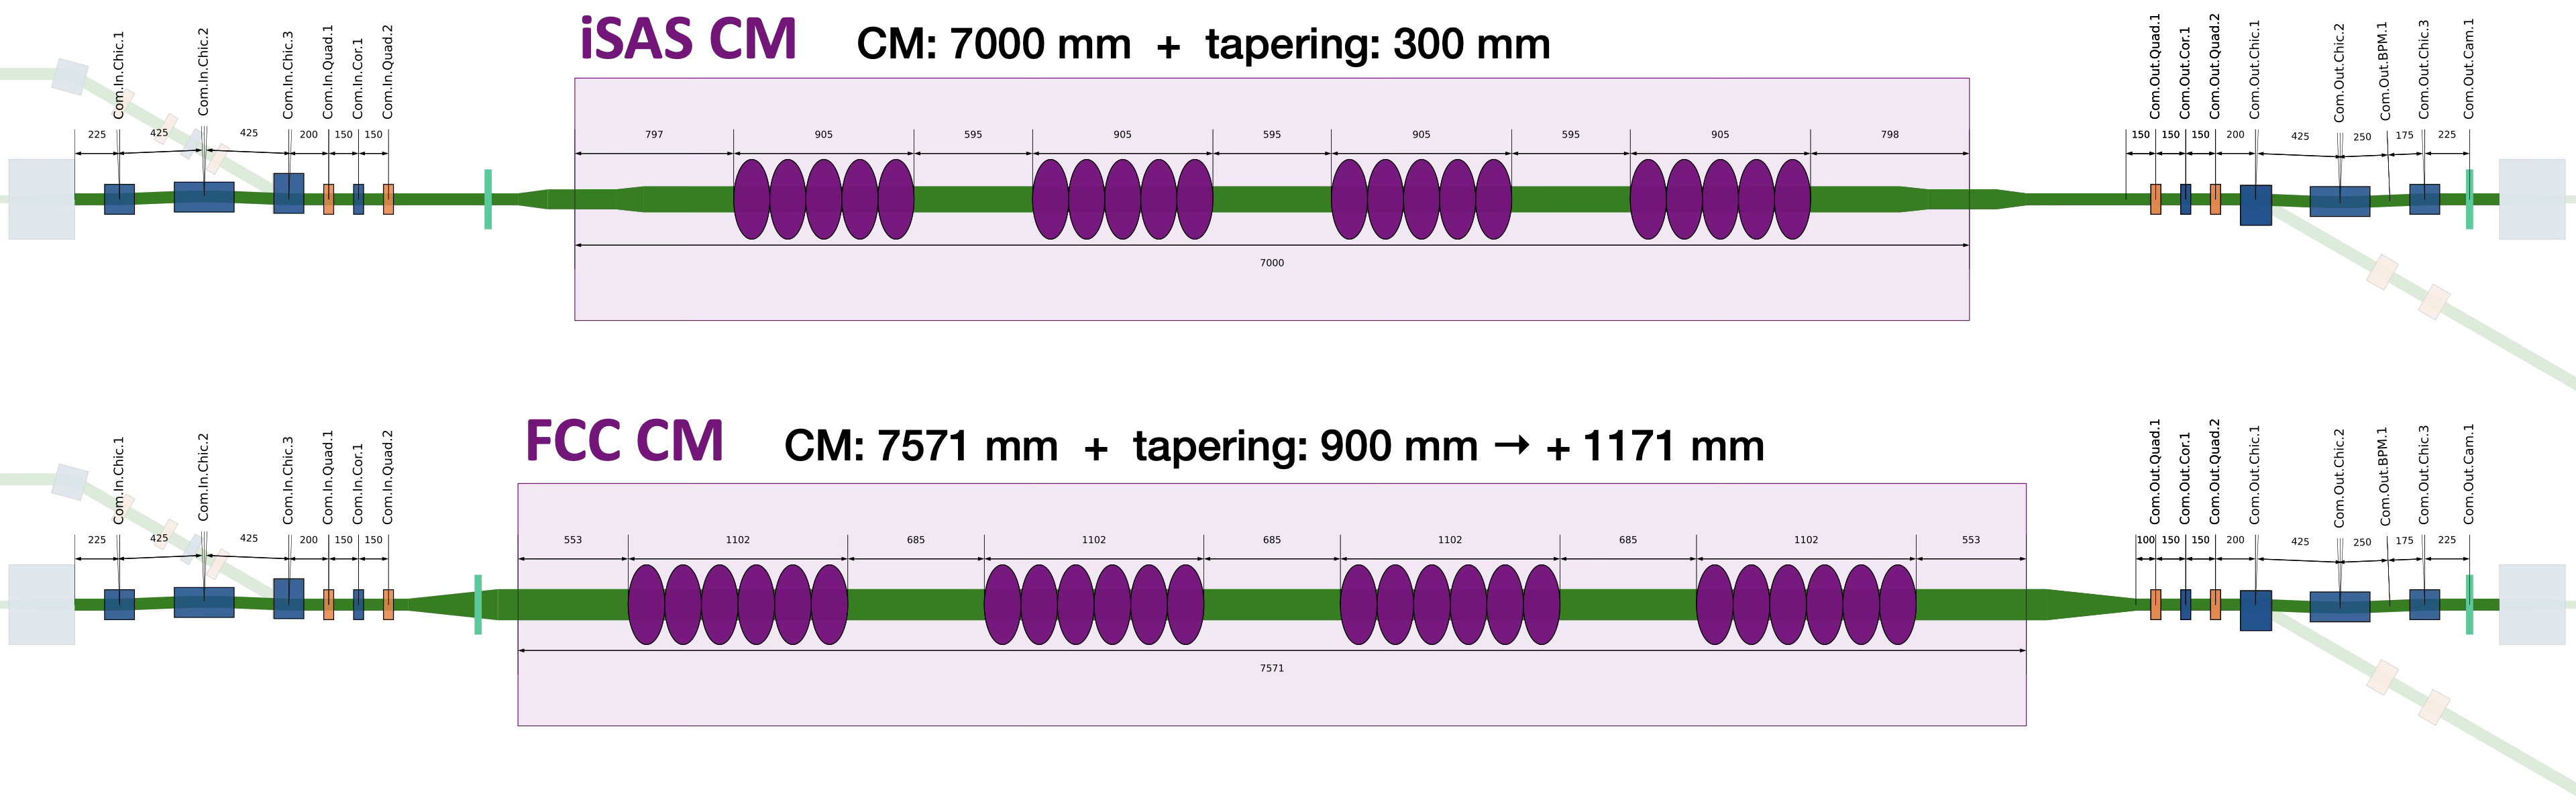 iSAS CM
CM: 7000 mm + tapering: 300 mm
Com.In.Chic.1
Com.In.Chic.2
Com.In.Chic.3
Com.In.Quad.1
Com.In.Cor.1
Com.In.Quad.2
Com.Out.Quad.1
Com.Out.Cor.1
Com.Out.Quad.2
Com.Out.Chic.1
Com.Out.Chic.2
Com.Out.BPM.1
Com.Out.Chic.3
Com.Out.Cam.1
225 425 425 200 150 150
797 905 595 905 595 905 595 905 798
150 150 150 200 425 250 175 225
7000
FCC CM
CM: 7571 mm + tapering: 900 mm → + 1171 mm
Com.In.Chic.1
Com.In.Chic.2
Com.In.Chic.3
Com.In.Quad.1
Com.In.Cor.1
Com.In.Quad.2
Com.Out.Quad.1
Com.Out.Cor.1
Com.Out.Quad.2
Com.Out.Chic.1
Com.Out.Chic.2
Com.Out.BPM.1
Com.Out.Chic.3
Com.Out.Cam.1
225 425 425 200 150 150
553 1102 685 1102 685 1102 685 1102 553
100 150 150 200 425 250 175 225
7571